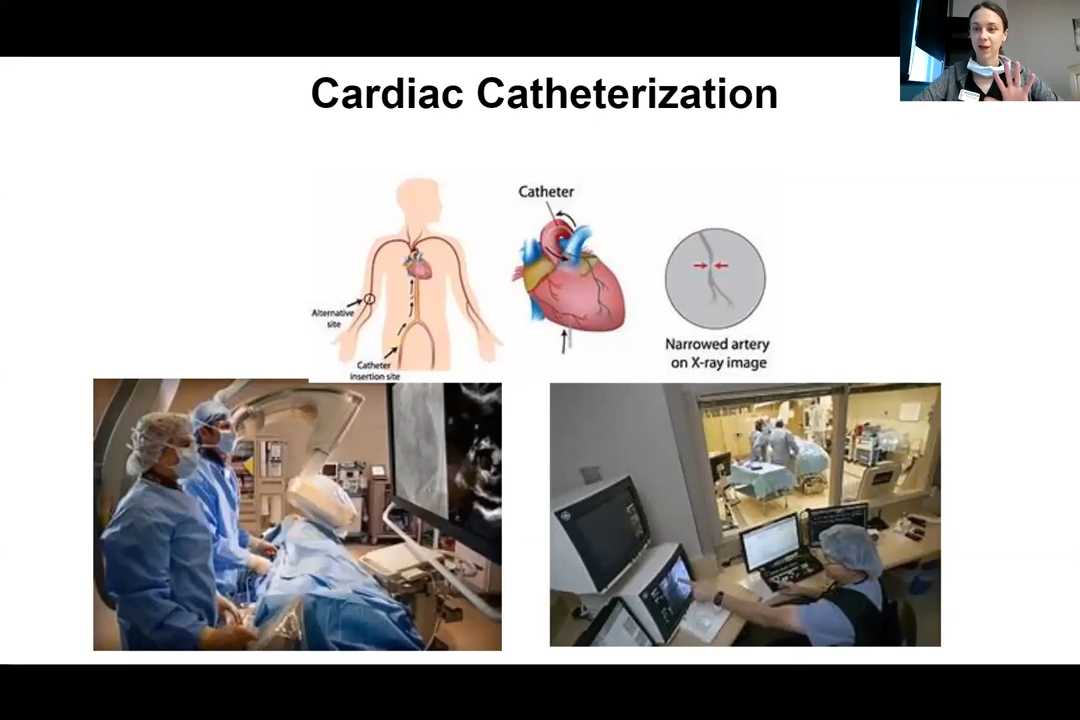 Cardiac Catheterization
Catheter
Alternative
site
Catheter
insertion site
Narrowed artery
on X-ray image